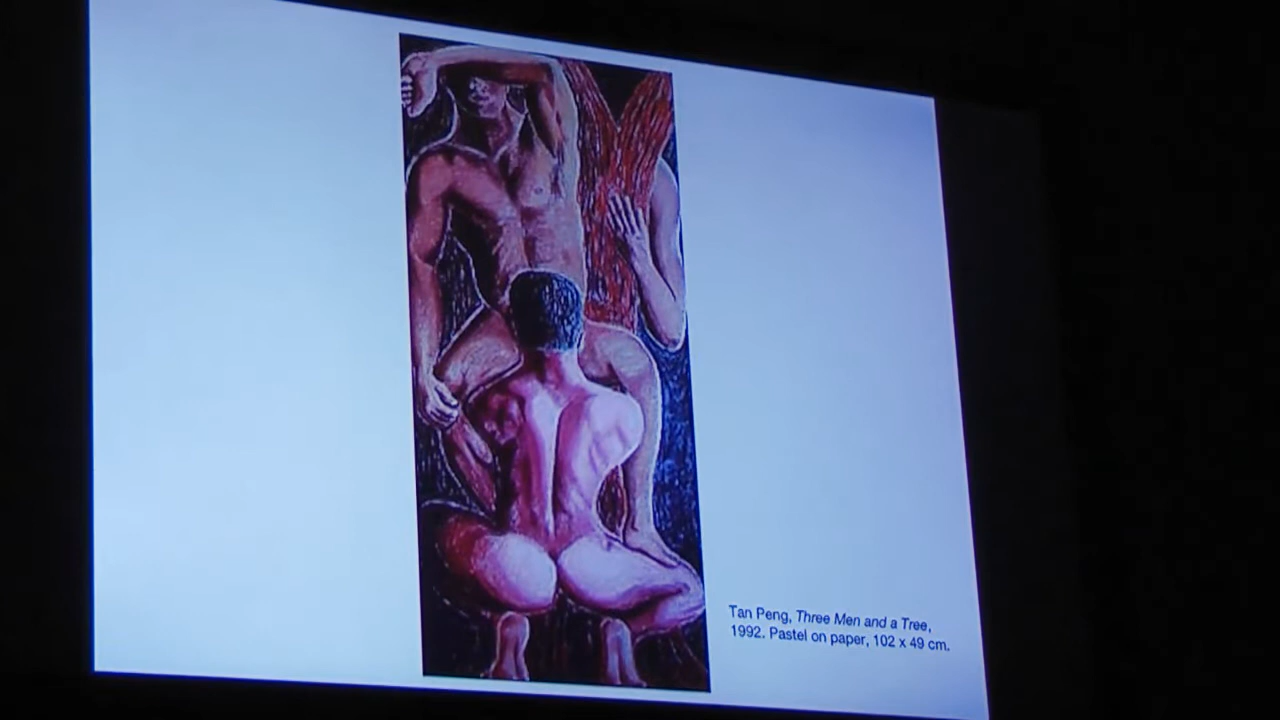 Tan Peng, Three Men and a Tree,
1992. Pastel on paper, 102 x 49 cm.